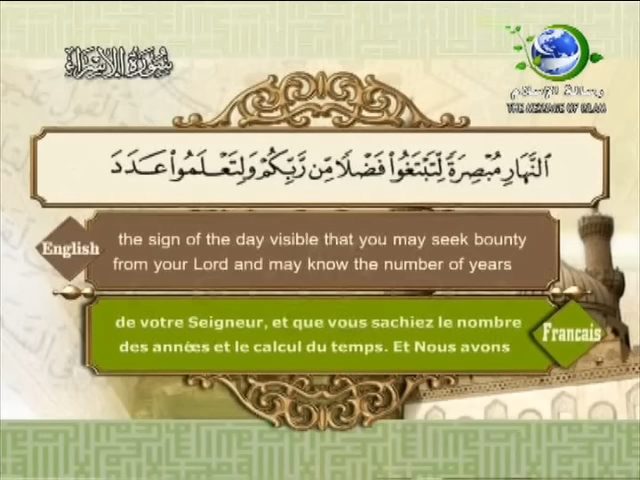 سورة الإسراء
رسالة الإسلام
THE MESSAGE OF ISLAM
ٱلنَّهَارِ مُبْصِرَةً لِّتَبْتَغُوا۟ فَضْلًا مِّن رَّبِّكُمْ وَلِتَعْلَمُوا۟ عَدَدَ
English
the sign of the day visible that you may seek bounty
from your Lord and may know the number of years
de votre Seigneur, et que vous sachiez le nombre
des années et le calcul du temps. Et Nous avons
Francais